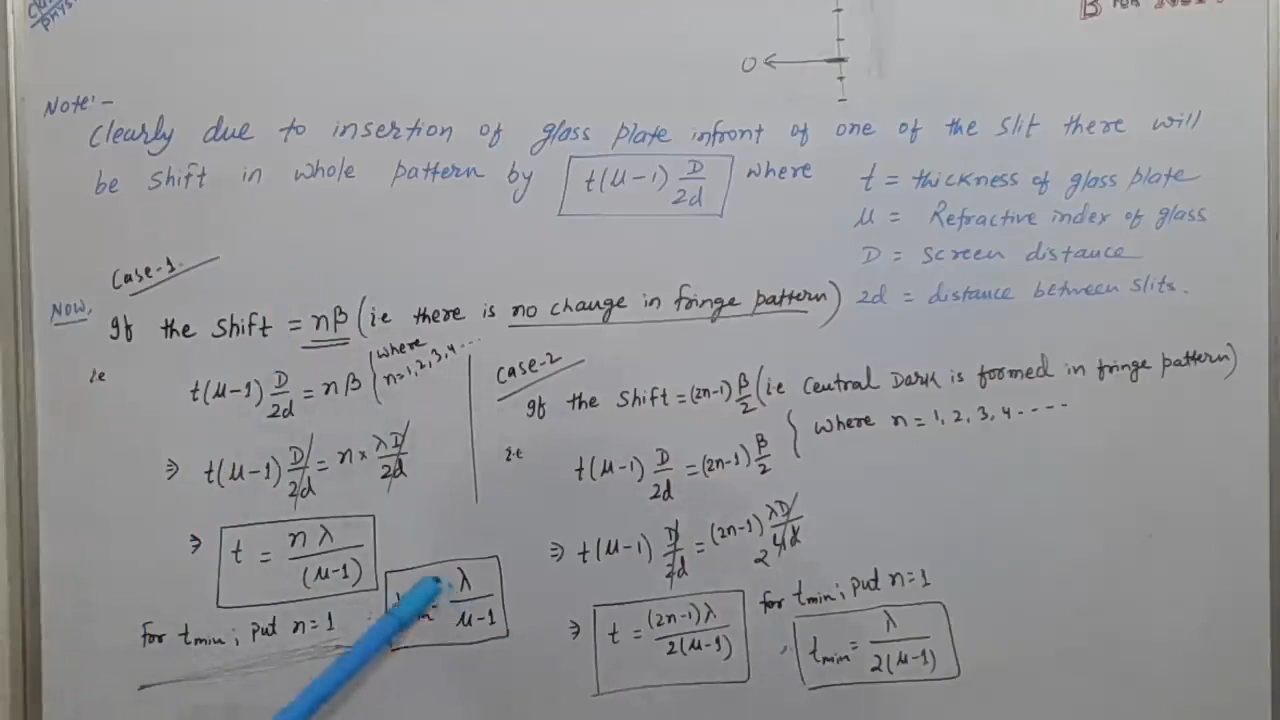 O
Note:-
Clearly due to insertion of glass plate infront of one of the slit there will
be shift in whole pattern by t(μ-1) D/2d where
t = thickness of glass plate
μ = Refractive index of glass
D = screen distance
2d = distance between slits.
Case-1.
Now,
If the shift = nβ (ie there is no change in fringe pattern)
ie
t(μ-1) D/2d = nβ {where n=1,2,3,4...
⇒ t(μ-1) D/2d = n × λD/2d
⇒ t = nλ/(μ-1)
for tmin; put n=1
λ/μ-1
Case-2
If the shift = (2n-1) β/2 (ie Central Dark is formed in fringe pattern)
ie
t(μ-1) D/2d = (2n-1) β/2 } where n = 1, 2, 3, 4 ....
⇒ t(μ-1) D/2d = (2n-1) λD/2
⇒ t = (2n-1)λ/2(μ-1)
for tmin; put n=1
tmin = λ/2(μ-1)